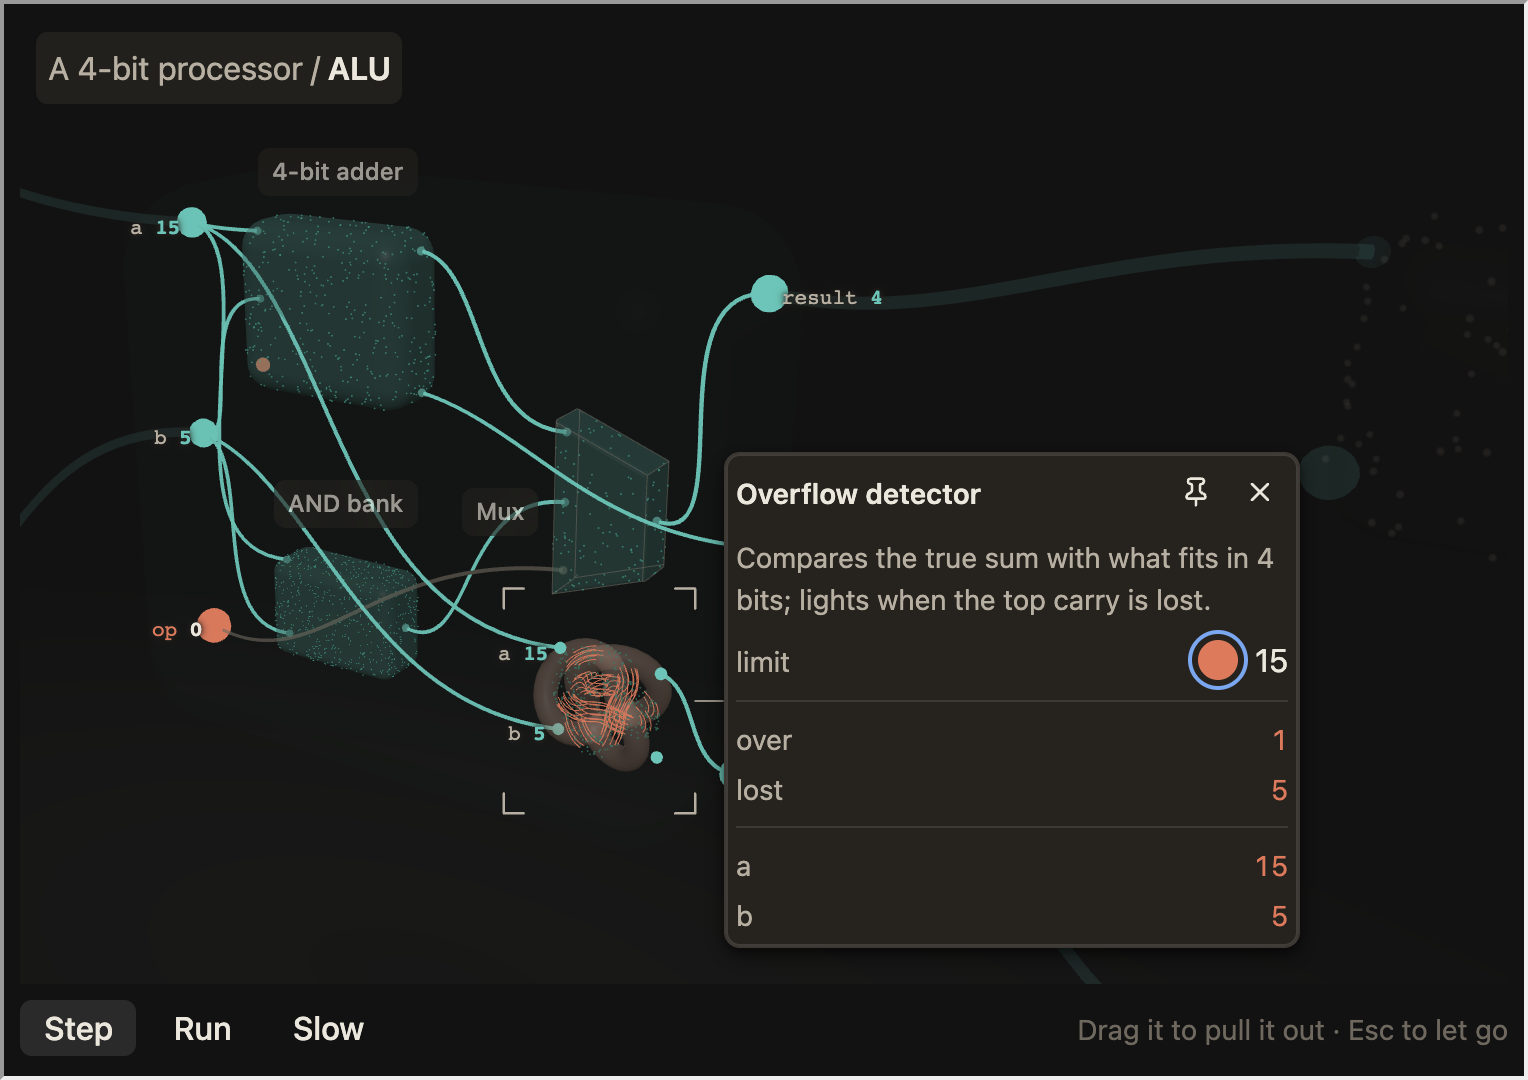 A 4-bit processor / ALU
4-bit adder
a 15
result 4
b 5
AND bank
Mux
op 0
a 15
b 5
Overflow detector
Compares the true sum with what fits in 4
bits; lights when the top carry is lost.
limit 15
over 1
lost 5
a 15
b 5
Step Run Slow
Drag it to pull it out · Esc to let go